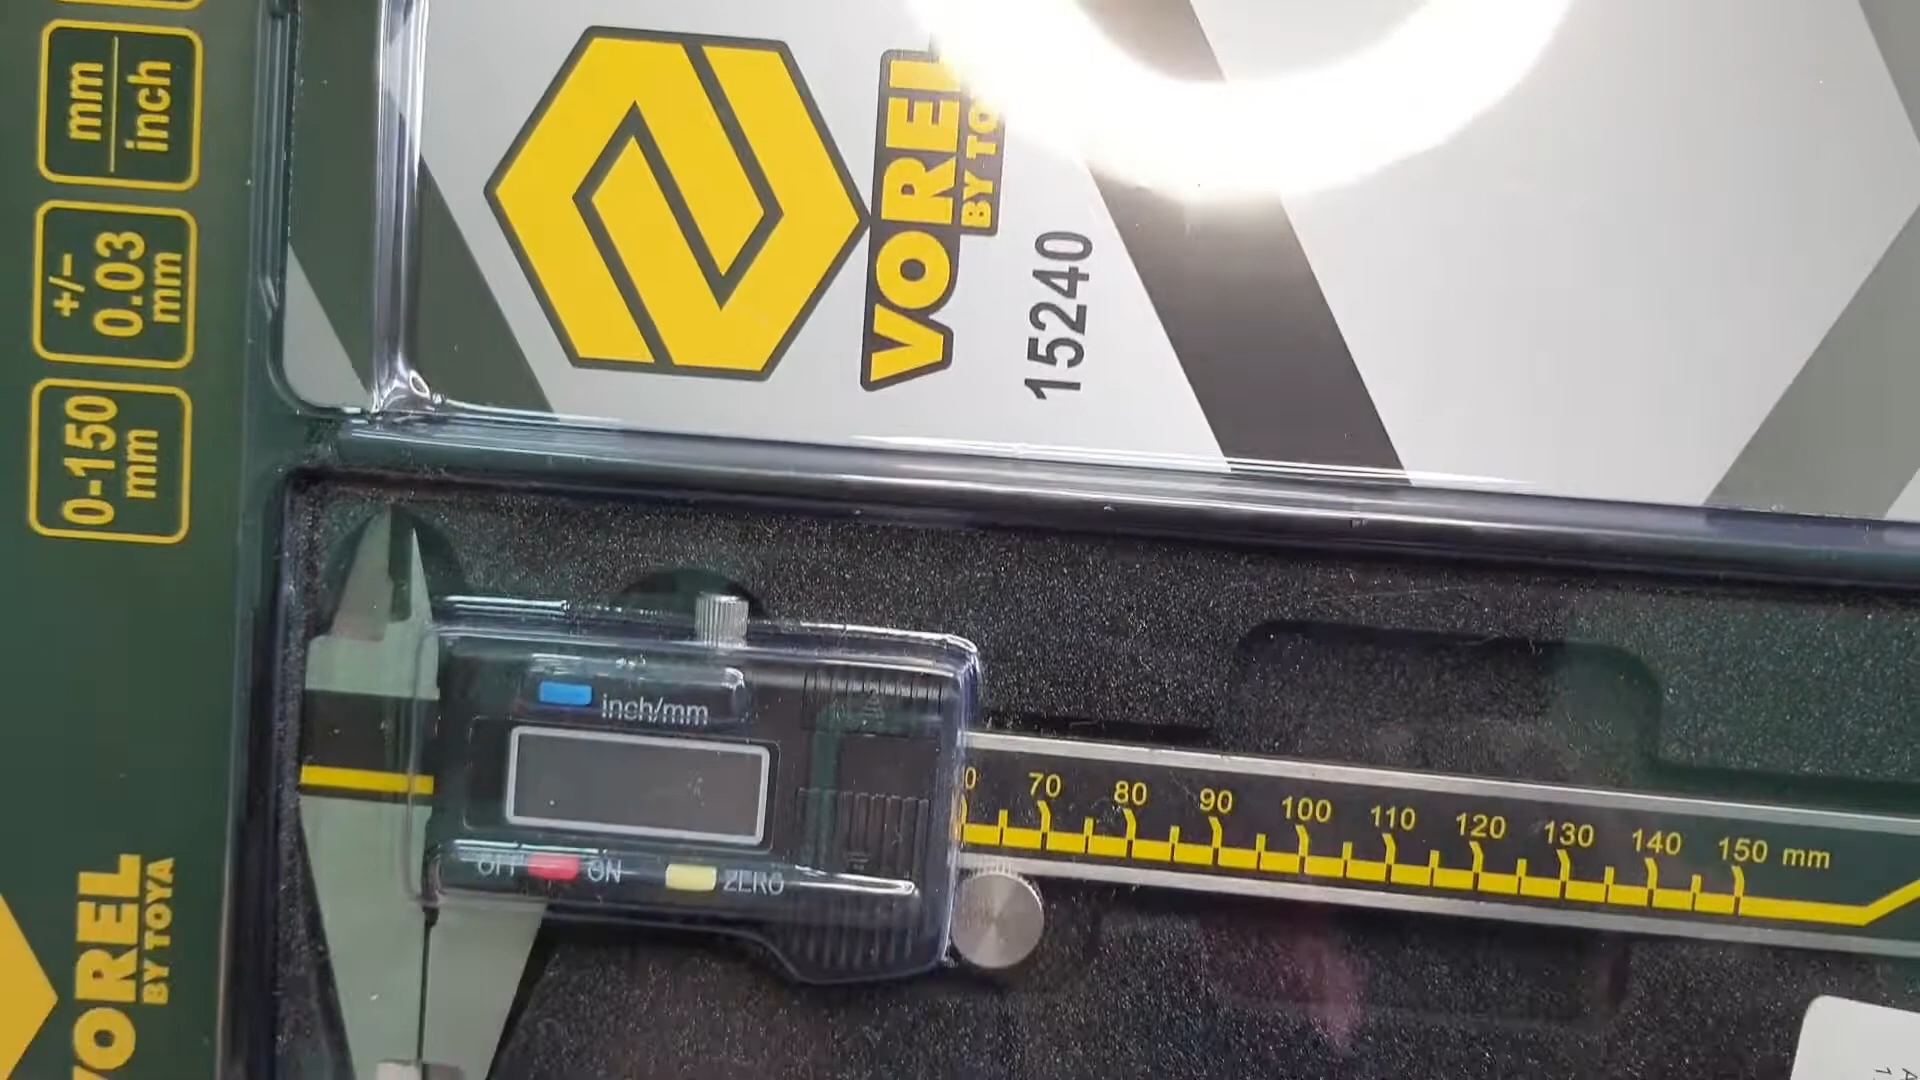 mm
inch
+/-
0.03
mm
0-150
mm
VOREL
BY TOYA
VOREL
BY TO
15240
inch/mm
OFF ON ZERO
0 70 80 90 100 110 120 130 140 150 mm